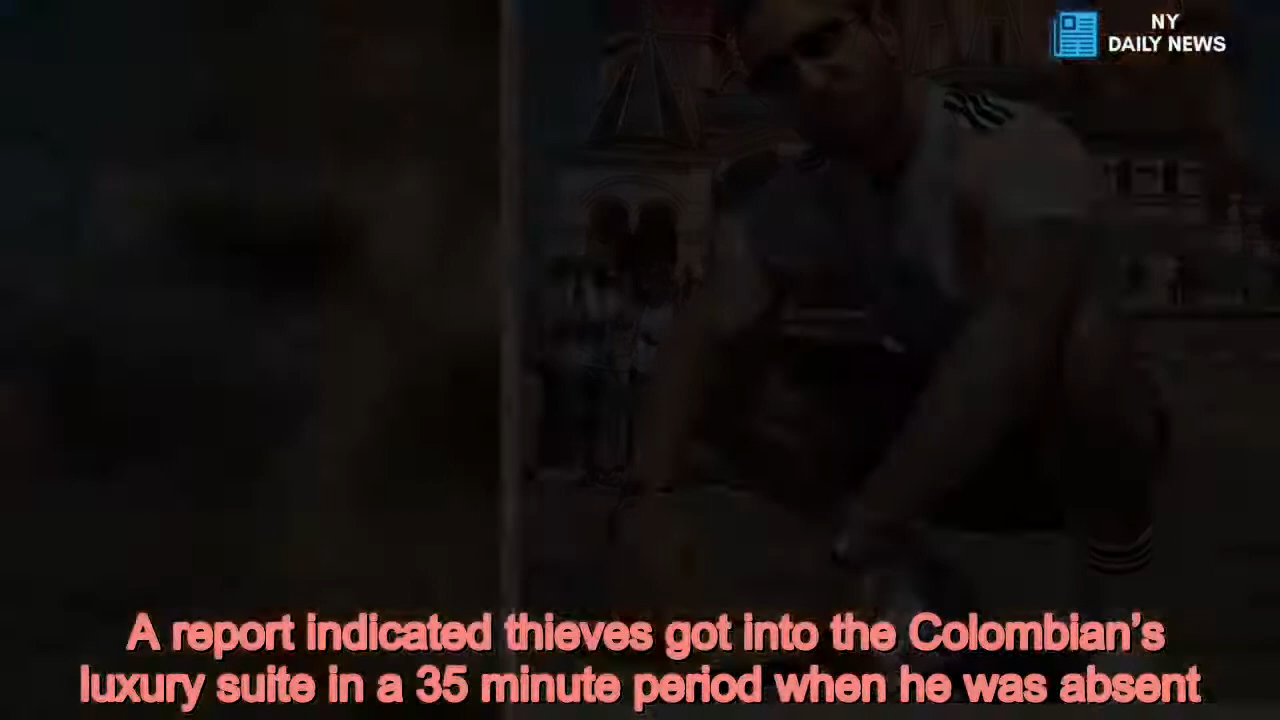 NY
DAILY NEWS
A report indicated thieves got into the Colombian's
luxury suite in a 35 minute period when he was absent